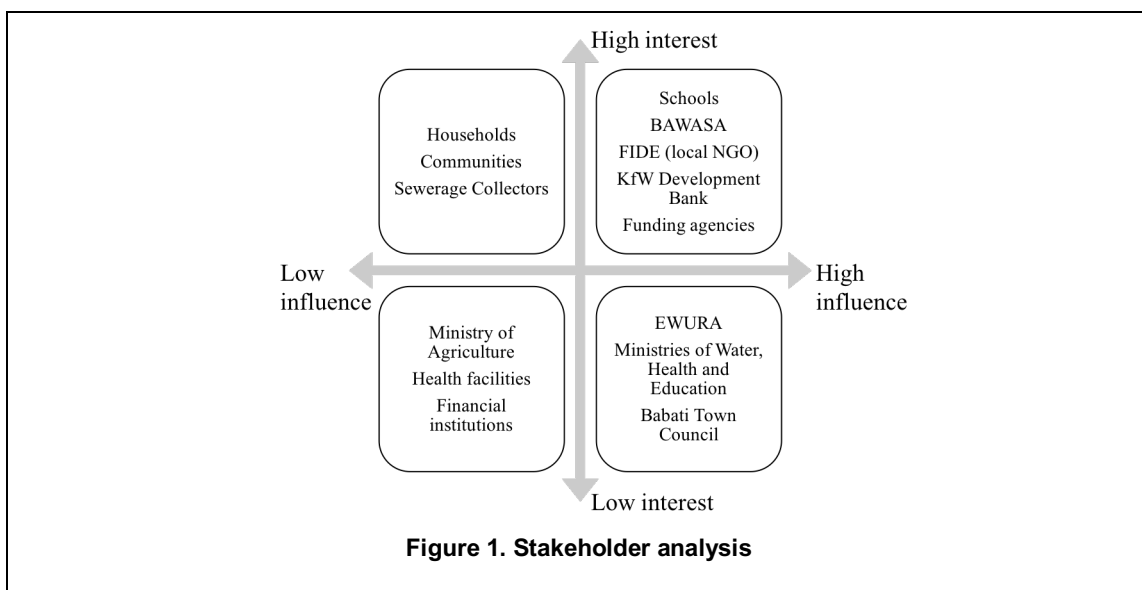 High interest
Households
Communities
Sewerage Collectors
Schools
BAWASA
FIDE (local NGO)
KfW Development
Bank
Funding agencies
Low
influence
High
influence
Ministry of
Agriculture
Health facilities
Financial
institutions
EWURA
Ministries of Water,
Health and
Education
Babati Town
Council
Low interest
Figure 1. Stakeholder analysis